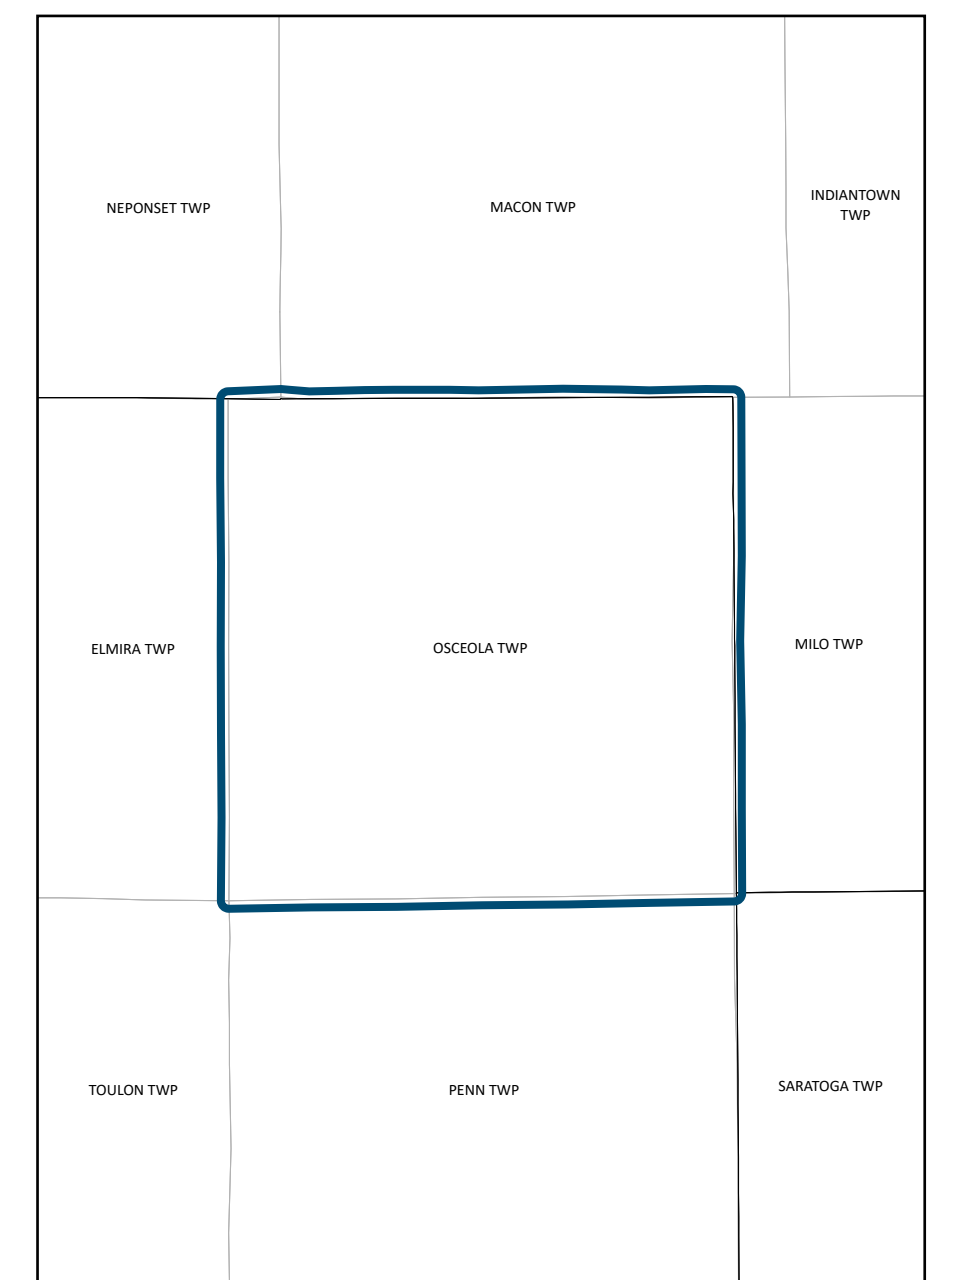 NEPONSET TWP
MACON TWP
INDIANTOWN
TWP
ELMIRA TWP
OSCEOLA TWP
MILO TWP
TOULON TWP
PENN TWP
SARATOGA TWP